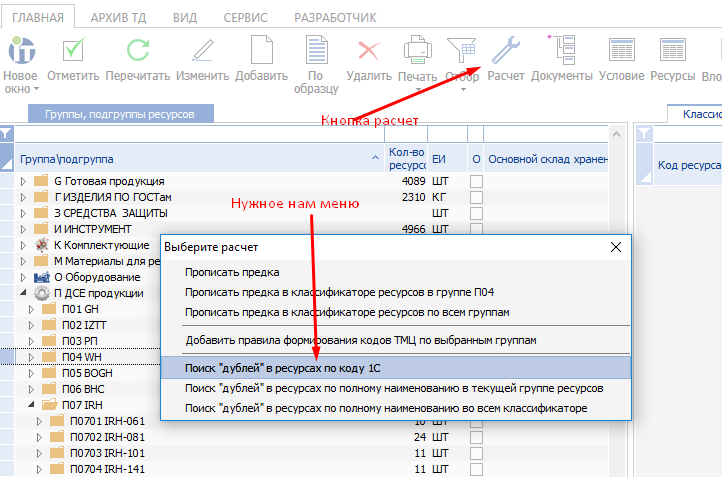 ГЛАВНАЯ АРХИВ ТД ВИД СЕРВИС РАЗРАБОТЧИК
Новое окно Отметить Перечитать Изменить Добавить По образцу Удалить Печать Отбор Расчет Документы Условие Ресурсы
Кнопка расчет
Группы, подгруппы ресурсов
Группа\подгруппа Кол-во ЕИ О Основной склад
Код ресурса
G Готовая продукция 4089 ШТ
Г ИЗДЕЛИЯ ПО ГОСТам 2310 КГ
З СРЕДСТВА ЗАЩИТЫ ШТ
Нужное нам меню
И ИНСТРУМЕНТ 4966 ШТ
К Комплектующие
М Материалы для
О Оборудование
П ДСЕ продукции
П01 GH
П02 IZTT
П03 РП
П04 WH
П05 BOGH
П06 ВНС
П07 IRH
П0701 IRH-061 10 ШТ
П0702 IRH-081 24 ШТ
П0703 IRH-101 11 ШТ
П0704 IRH-141 11 ШТ
Выберите расчет
Прописать предка
Прописать предка в классификаторе ресурсов в группе П04
Прописать предка в классификаторе ресурсов по всем группам
Добавить правила формирования кодов ТМЦ по выбранным группам
Поиск "дублей" в ресурсах по коду 1С
Поиск "дублей" в ресурсах по полному наименованию в текущей группе ресурсов
Поиск "дублей" в ресурсах по полному наименованию во всем классификаторе